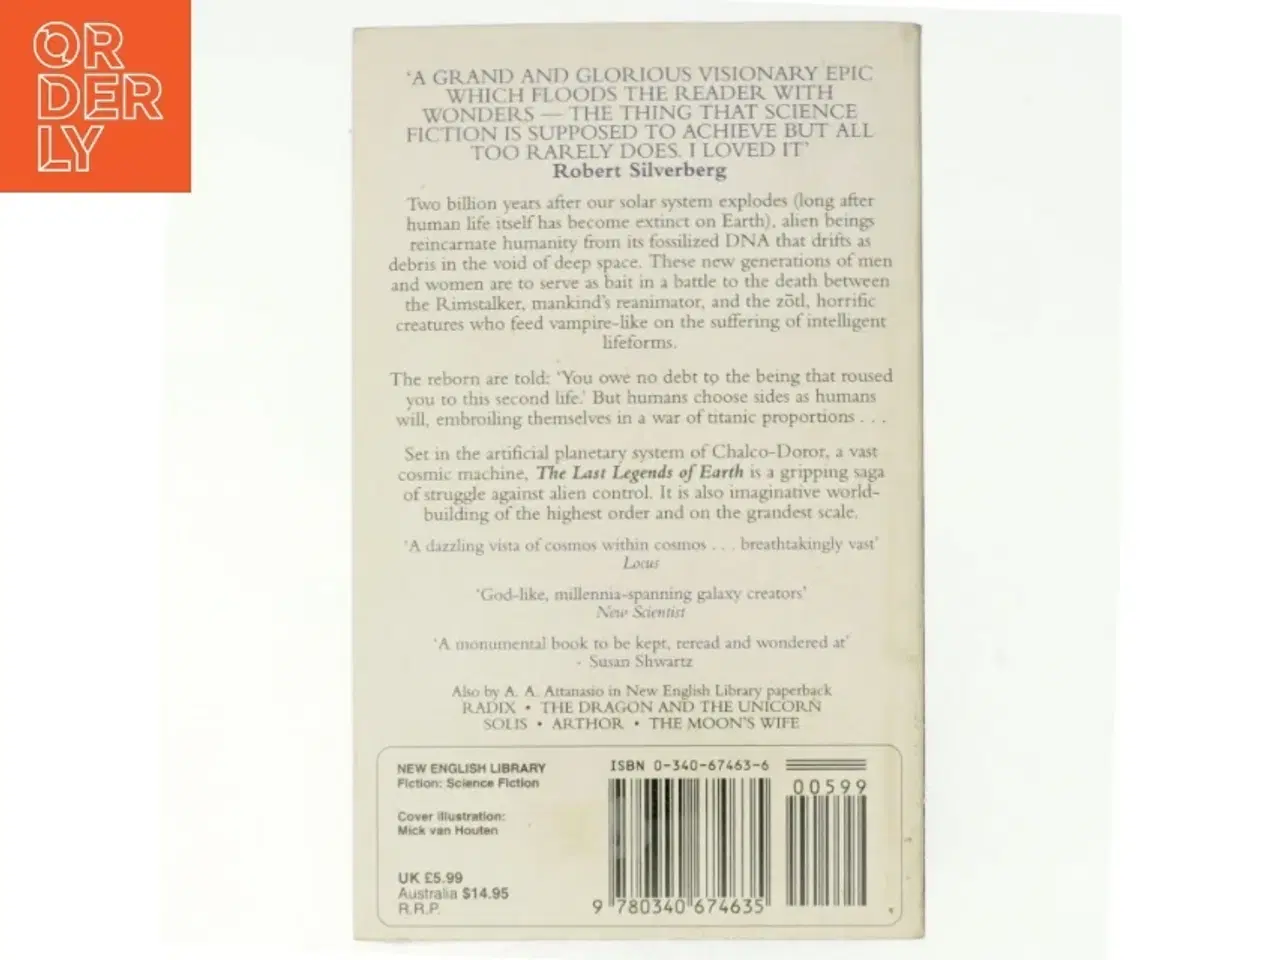 OR
DER
LY
‘A GRAND AND GLORIOUS VISIONARY EPIC
WHICH FLOODS THE READER WITH
WONDERS — THE THING THAT SCIENCE
FICTION IS SUPPOSED TO ACHIEVE BUT ALL
TOO RARELY DOES. I LOVED IT’
Robert Silverberg
Two billion years after our solar system explodes (long after
human life itself has become extinct on Earth), alien beings
reincarnate humanity from its fossilized DNA that drifts as
debris in the void of deep space. These new generations of men
and women are to serve as bait in a battle to the death between
the Rimstalker, mankind’s reanimator, and the zōtl, horrific
creatures who feed vampire-like on the suffering of intelligent
lifeforms.
The reborn are told: ‘You owe no debt to the being that roused
you to this second life.’ But humans choose sides as humans
will, embroiling themselves in a war of titanic proportions . . .
Set in the artificial planetary system of Chalco-Doror, a vast
cosmic machine, The Last Legends of Earth is a gripping saga
of struggle against alien control. It is also imaginative world-
building of the highest order and on the grandest scale.
‘A dazzling vista of cosmos within cosmos . . . breathtakingly vast’
Locus
‘God-like, millennia-spanning galaxy creators’
New Scientist
‘A monumental book to be kept, reread and wondered at’
Susan Shwartz
Also by A. A. Attanasio in New English Library paperback
RADIX • THE DRAGON AND THE UNICORN
SOLIS • ARTHOR • THE MOON’S WIFE
NEW ENGLISH LIBRARY
Fiction: Science Fiction
Cover illustration:
Mick van Houten
UK £5.99
Australia $14.95
R.R.P.
ISBN 0-340-67463-6
00599
9 780340 674635